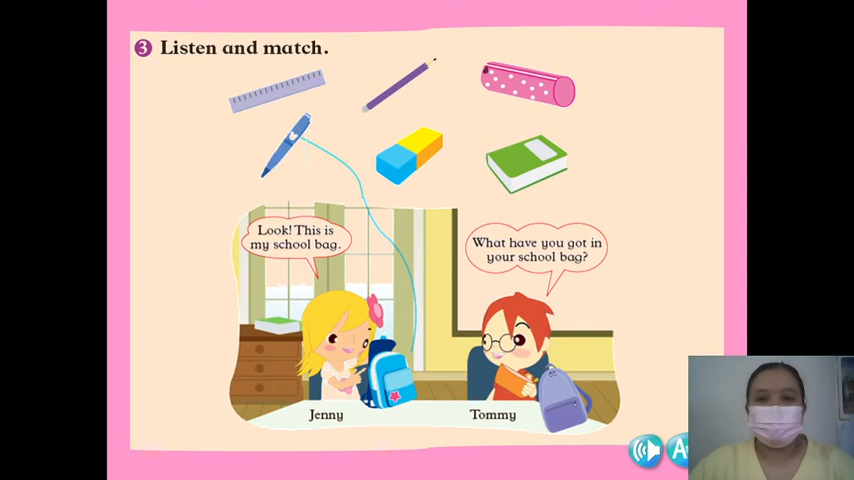 3 Listen and match.
Look! This is
my school bag.
What have you got in
your school bag?
Jenny
Tommy